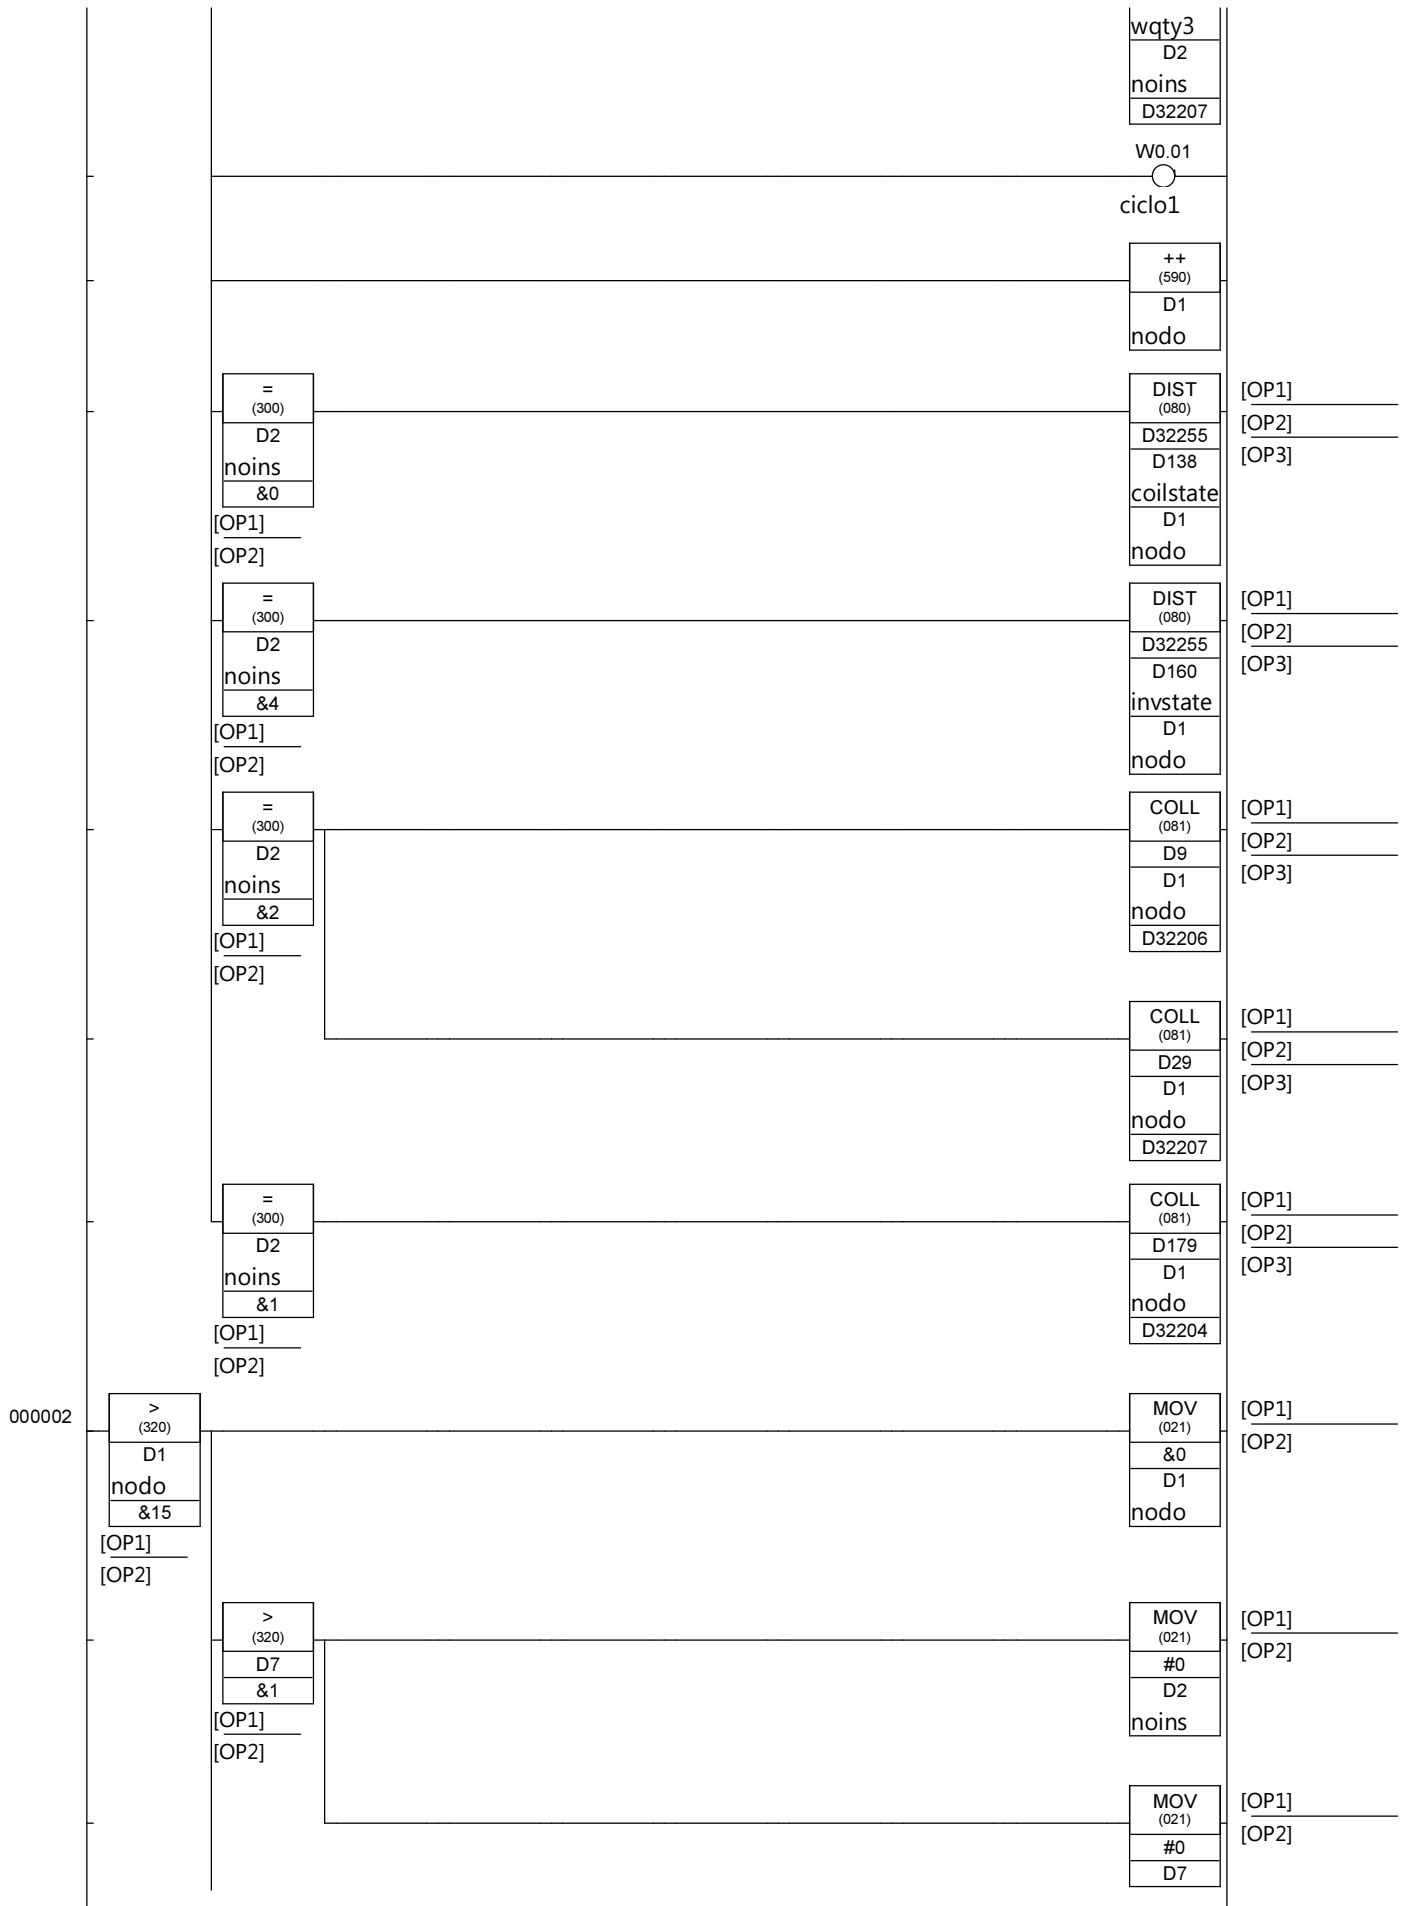 wqty3
D2
noins
D32207
W0.01
ciclo1
++
(590)
D1
nodo
=
(300)
D2
noins
&0
[OP1]
[OP2]
DIST
(080)
D32255
D138
coilstate
D1
nodo
[OP1]
[OP2]
[OP3]
=
(300)
D2
noins
&4
[OP1]
[OP2]
DIST
(080)
D32255
D160
invstate
D1
nodo
[OP1]
[OP2]
[OP3]
=
(300)
D2
noins
&2
[OP1]
[OP2]
COLL
(081)
D9
D1
nodo
D32206
[OP1]
[OP2]
[OP3]
COLL
(081)
D29
D1
nodo
D32207
[OP1]
[OP2]
[OP3]
=
(300)
D2
noins
&1
[OP1]
[OP2]
COLL
(081)
D179
D1
nodo
D32204
[OP1]
[OP2]
[OP3]
000002
>
(320)
D1
nodo
&15
[OP1]
[OP2]
MOV
(021)
&0
D1
nodo
[OP1]
[OP2]
>
(320)
D7
&1
[OP1]
[OP2]
MOV
(021)
#0
D2
noins
[OP1]
[OP2]
MOV
(021)
#0
D7
[OP1]
[OP2]